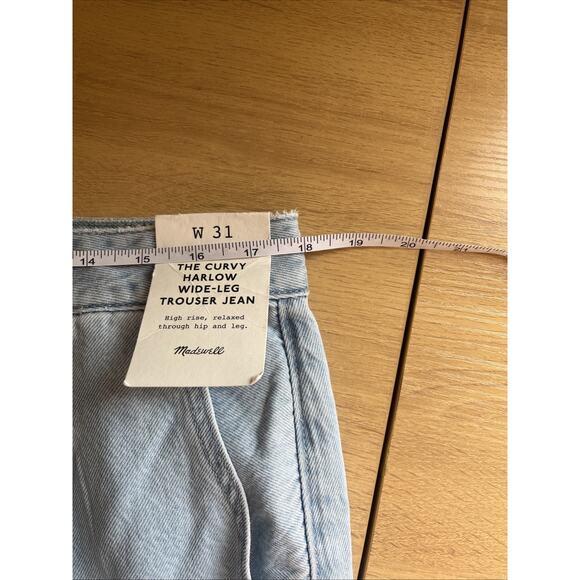 W 31
14 15 16 17 18 19 20
THE CURVY
HARLOW
WIDE-LEG
TROUSER JEAN
High rise, relaxed
through hip and leg.
Madewell